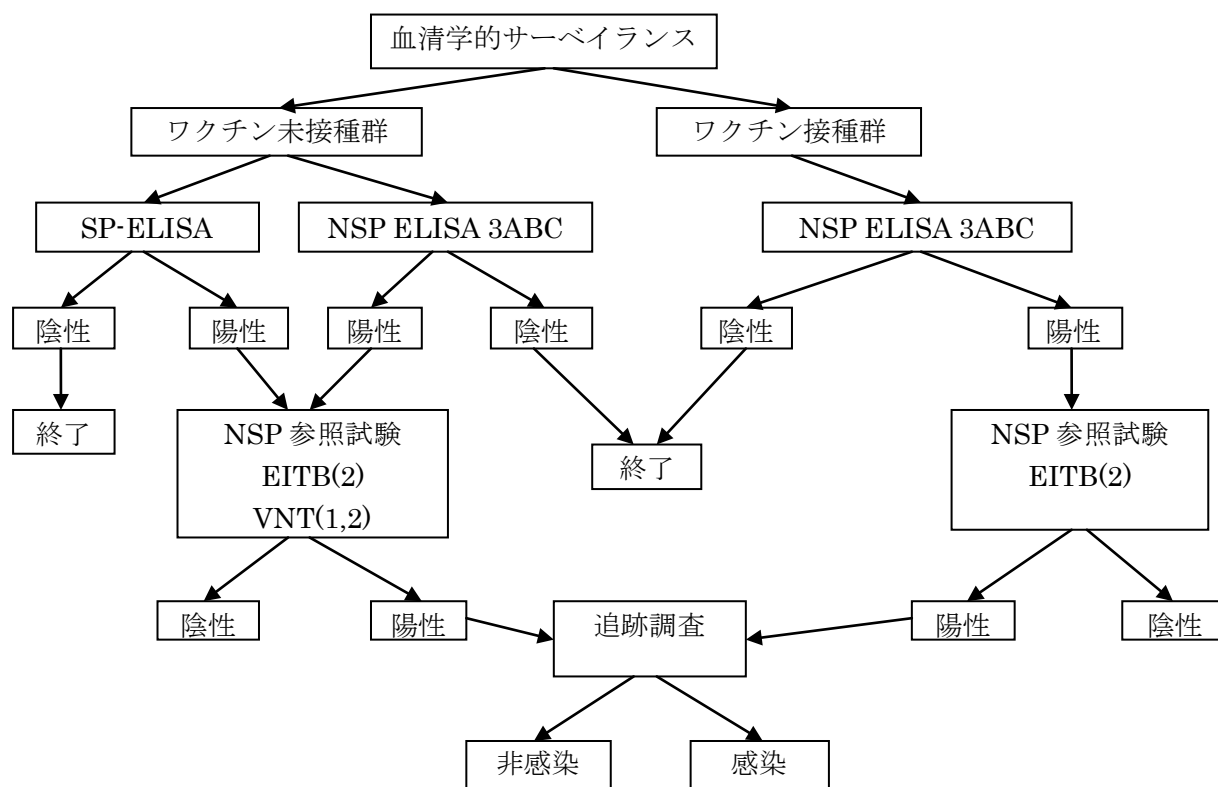 血清学的サーベイランス
ワクチン未接種群
ワクチン接種群
SP-ELISA
NSP ELISA 3ABC
NSP ELISA 3ABC
陰性
陽性
陽性
陰性
陰性
陽性
終了
NSP 参照試験
EITB(2)
VNT(1,2)
終了
NSP 参照試験
EITB(2)
陰性
陽性
追跡調査
陽性
陰性
非感染
感染